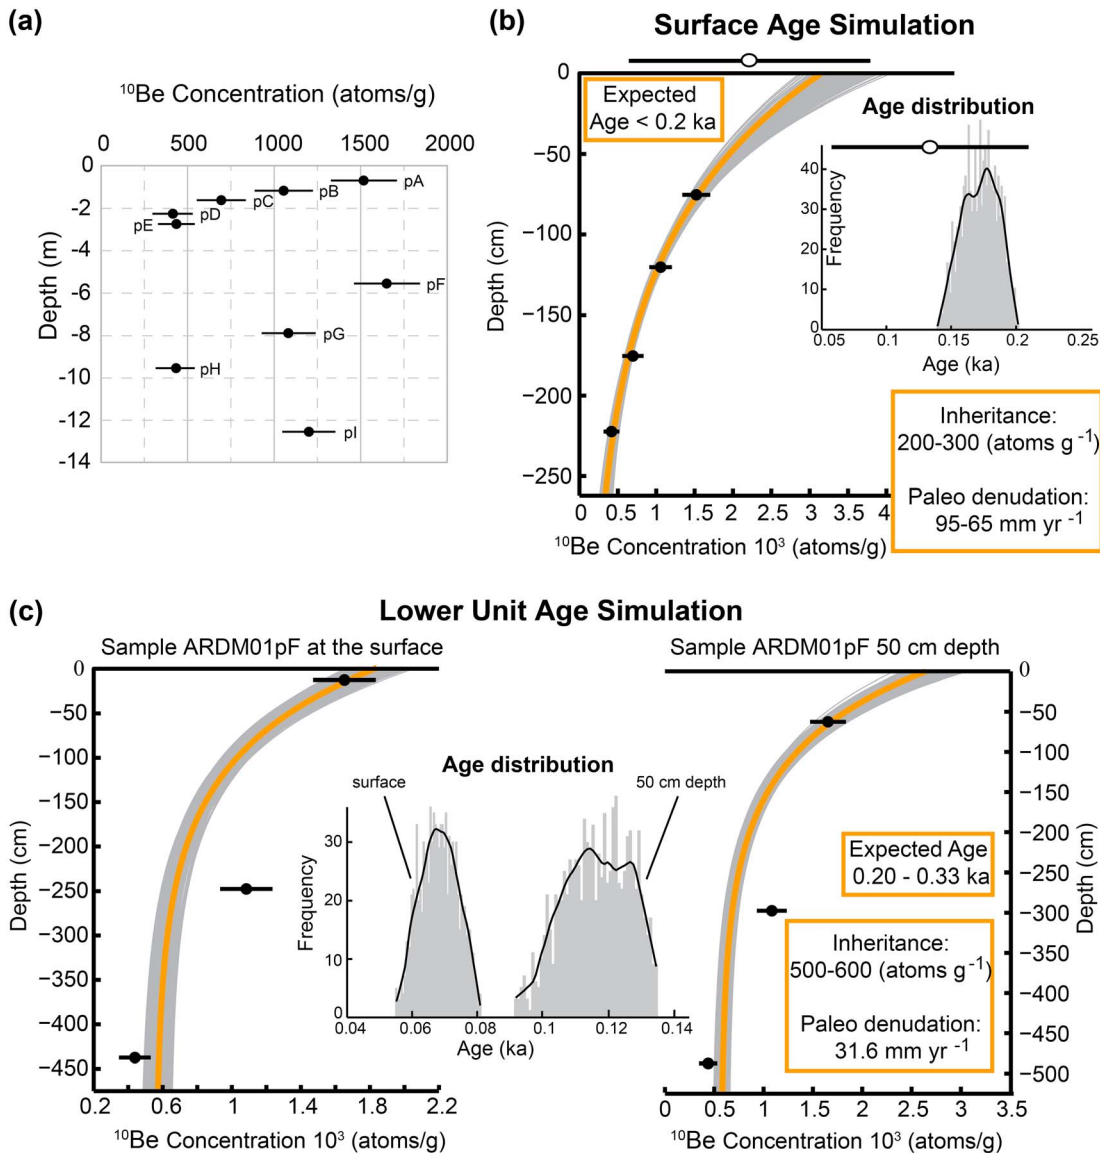 (a)
¹⁰Be Concentration (atoms/g)
0 500 1000 1500 2000
0
-2
-4
-6
-8
-10
-12
-14
Depth (m)
pA
pB
pC
pD
pE
pF
pG
pH
pI
(b)
Surface Age Simulation
Expected
Age < 0.2 ka
0
−50
−100
−150
−200
−250
Depth (cm)
0 0.5 1 1.5 2 2.5 3 3.5 4
¹⁰Be Concentration 10³ (atoms/g)
Age distribution
40
30
20
10
0
Frequency
0.05 0.1 0.15 0.2 0.25
Age (ka)
Inheritance:
200-300 (atoms g⁻¹)
Paleo denudation:
95-65 mm yr⁻¹
(c)
Lower Unit Age Simulation
Sample ARDM01pF at the surface
0
−50
−100
−150
−200
−250
−300
−350
−400
−450
Depth (cm)
0.2 0.6 1 1.4 1.8 2.2
¹⁰Be Concentration 10³ (atoms/g)
Age distribution
surface
50 cm depth
30
20
10
0
Frequency
0.04 0.06 0.08 0.1 0.12 0.14
Age (ka)
Sample ARDM01pF 50 cm depth
0
−50
−100
−150
−200
−250
−300
−350
−400
−450
−500
Depth (cm)
Expected Age
0.20 - 0.33 ka
Inheritance:
500-600 (atoms g⁻¹)
Paleo denudation:
31.6 mm yr⁻¹
0 0.5 1 1.5 2 2.5 3 3.5
¹⁰Be Concentration 10³ (atoms/g)